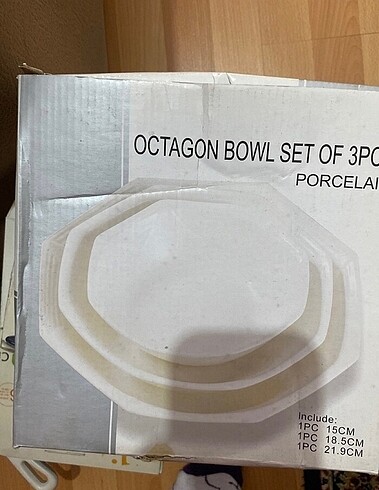 OCTAGON BOWL SET OF 3PC
PORCELAI
Include:
1PC 15CM
1PC 18.5CM
1PC 21.9CM